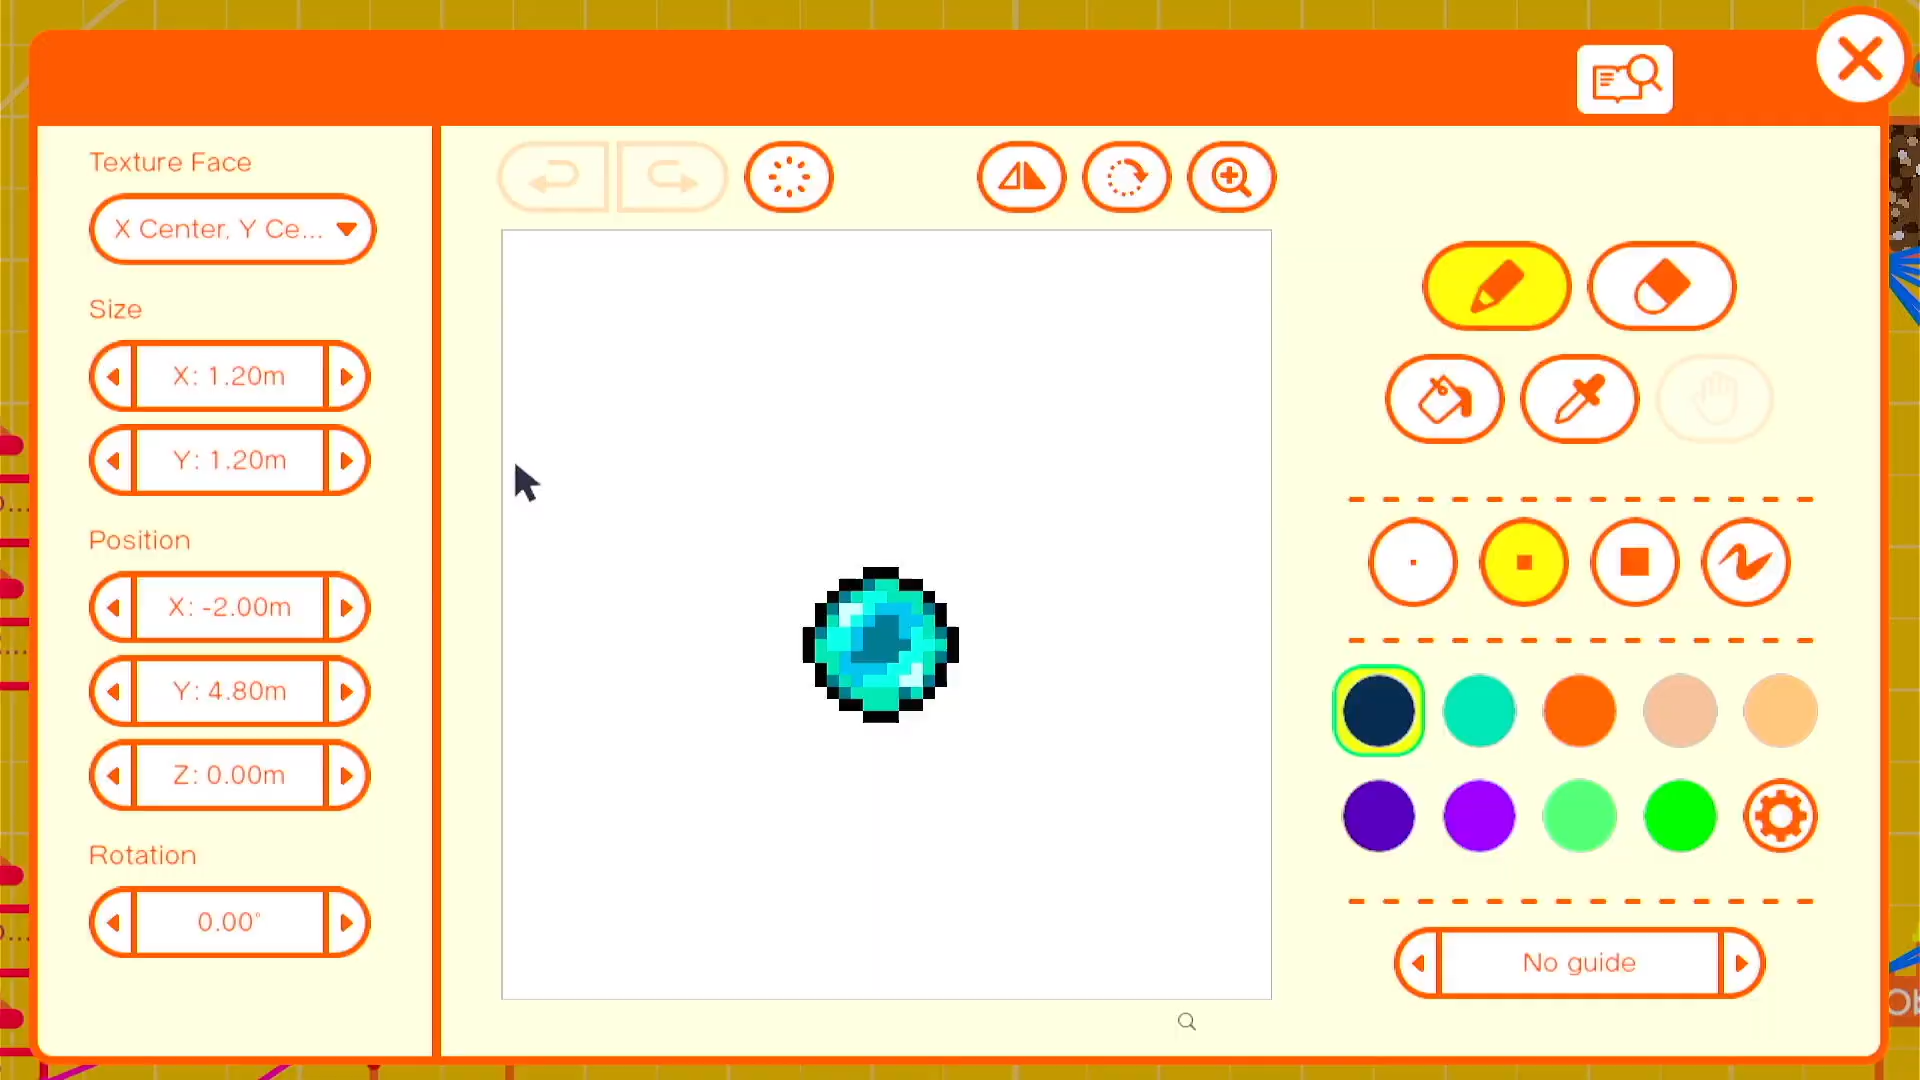 Texture Face
X Center, Y Ce...
Size
X: 1.20m
Y: 1.20m
Position
X: -2.00m
Y: 4.80m
Z: 0.00m
Rotation
0.00°
No guide